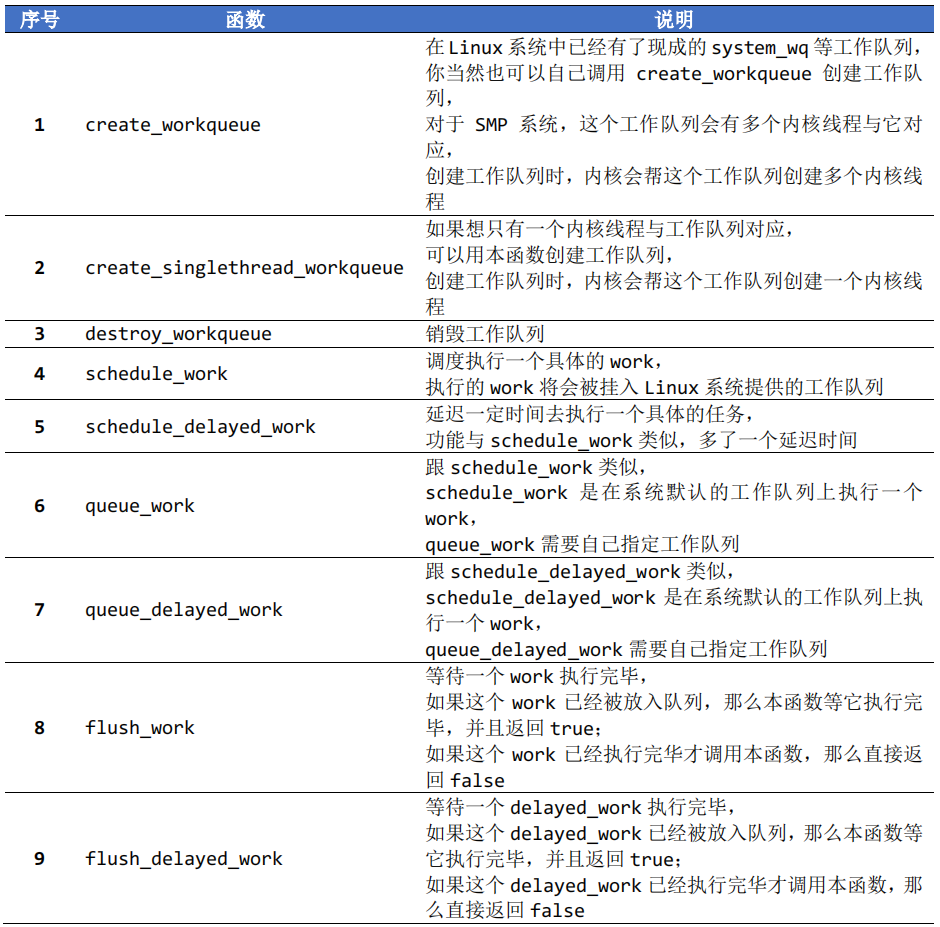 序号 函数 说明
在 Linux 系统中已经有了现成的 system_wq 等工作队列，
你当然也可以自己调用 create_workqueue 创建工作队
列，
1 create_workqueue 对于 SMP 系统，这个工作队列会有多个内核线程与它对
应，
创建工作队列时，内核会帮这个工作队列创建多个内核线
程
如果想只有一个内核线程与工作队列对应，
可以用本函数创建工作队列，
2 create_singlethread_workqueue 创建工作队列时，内核会帮这个工作队列创建一个内核线
程
3 destroy_workqueue 销毁工作队列
4 schedule_work 调度执行一个具体的 work，
执行的 work 将会被挂入 Linux 系统提供的工作队列
5 schedule_delayed_work 延迟一定时间去执行一个具体的任务，
功能与 schedule_work 类似，多了一个延迟时间
跟 schedule_work 类似，
6 queue_work schedule_work 是在系统默认的工作队列上执行一个
work，
queue_work 需要自己指定工作队列
跟 schedule_delayed_work 类似，
7 queue_delayed_work schedule_delayed_work 是在系统默认的工作队列上执
行一个 work，
queue_delayed_work 需要自己指定工作队列
等待一个 work 执行完毕，
如果这个 work 已经被放入队列，那么本函数等它执行完
8 flush_work 毕，并且返回 true；
如果这个 work 已经执行完华才调用本函数，那么直接返
回 false
等待一个 delayed_work 执行完毕，
如果这个 delayed_work 已经被放入队列，那么本函数等
9 flush_delayed_work 它执行完毕，并且返回 true；
如果这个 delayed_work 已经执行完华才调用本函数，那
么直接返回 false